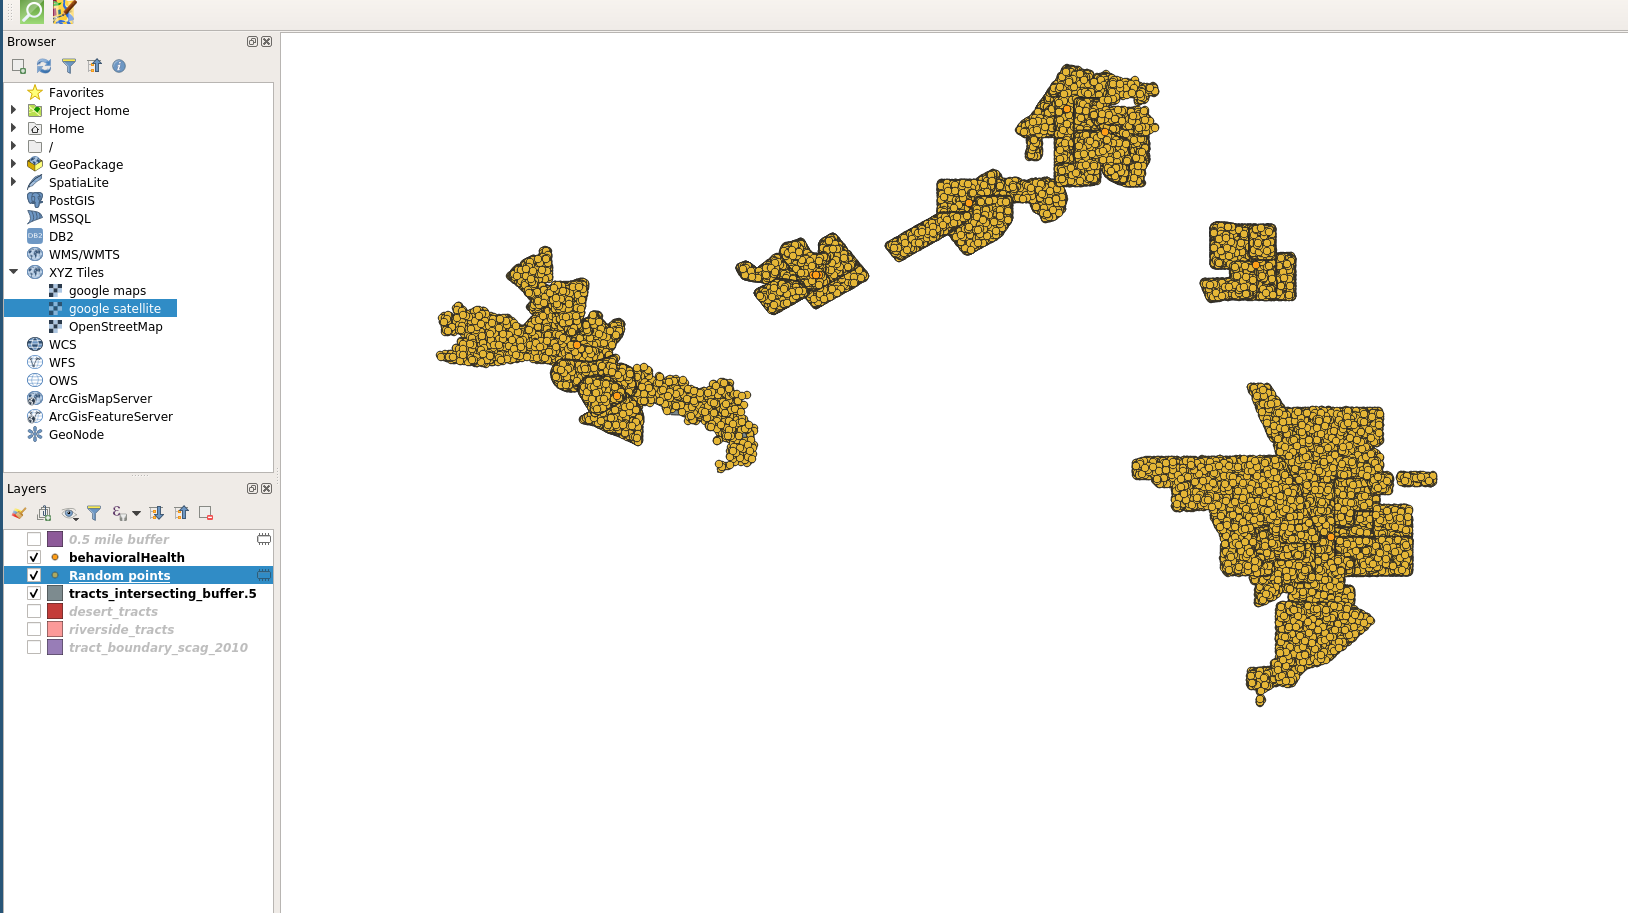 Browser
Favorites
Project Home
Home
/
GeoPackage
SpatiaLite
PostGIS
MSSQL
DB2
DB2
WMS/WMTS
XYZ Tiles
google maps
google satellite
OpenStreetMap
WCS
WFS
OWS
ArcGisMapServer
ArcGisFeatureServer
GeoNode
Layers
0.5 mile buffer
behavioralHealth
Random points
tracts_intersecting_buffer.5
desert_tracts
riverside_tracts
tract_boundary_scag_2010